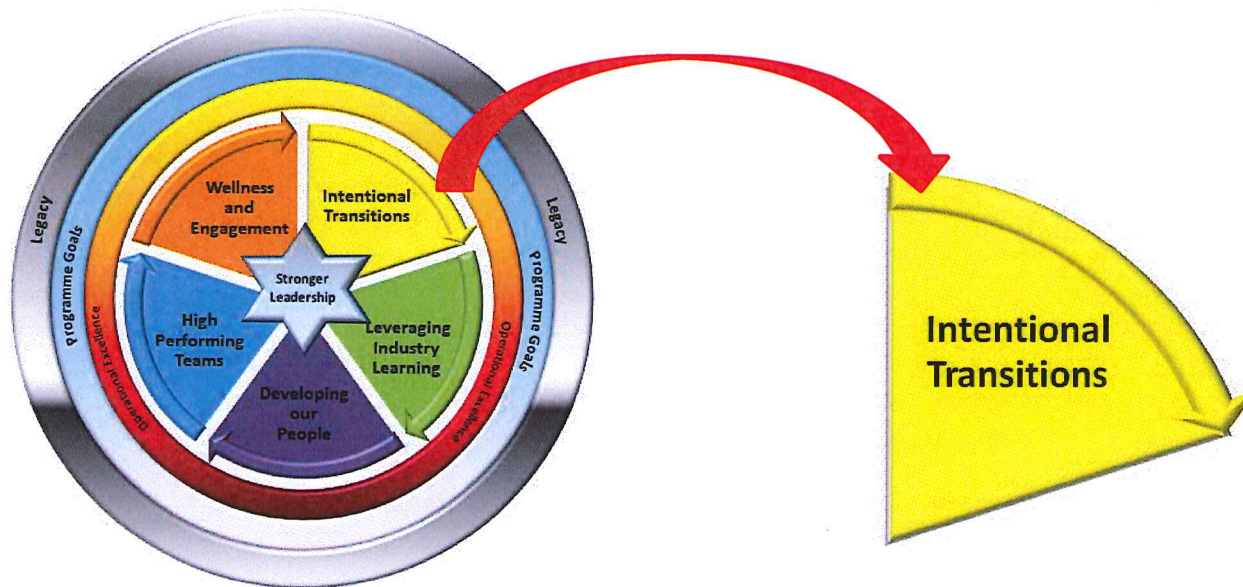 Legacy
Legacy
Programme Goals
Programme Goals
Operational Excellence
Operational Excellence
Wellness
and
Engagement
Intentional
Transitions
Stronger
Leadership
High
Performing
Teams
Leveraging
Industry
Learning
Developing
our
People
Intentional
Transitions